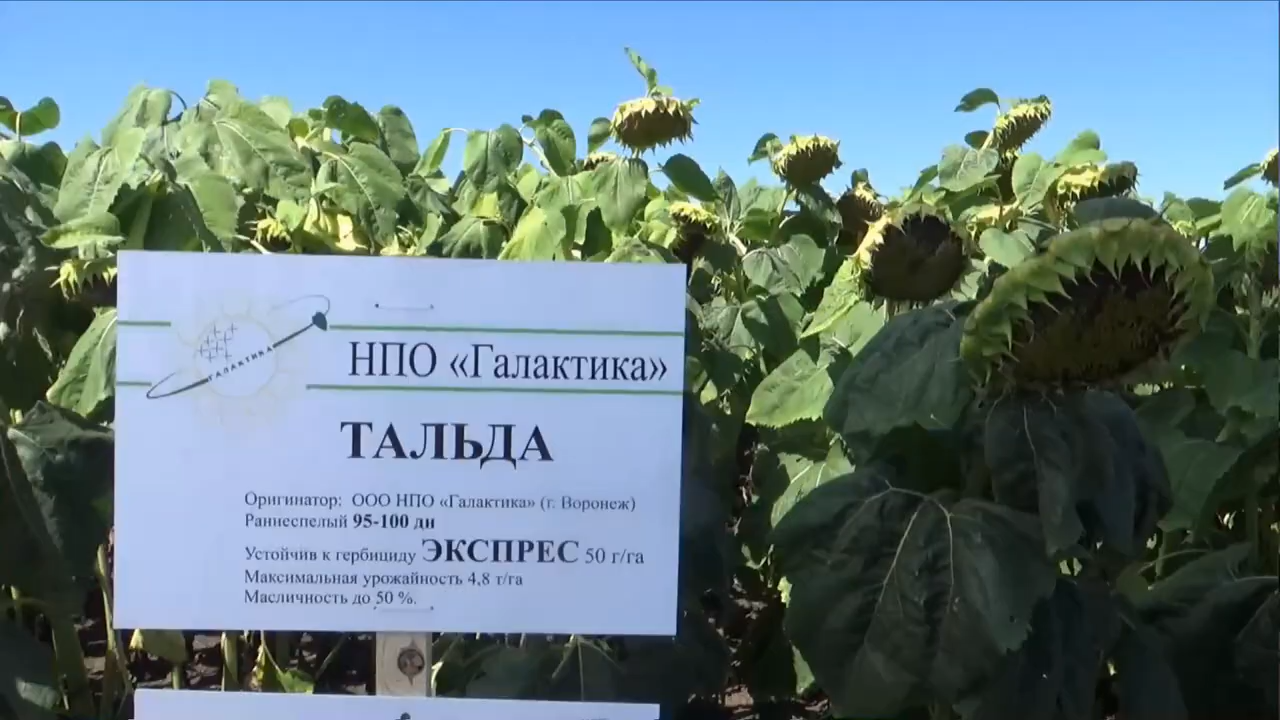 ГАЛАКТИКА
НПО «Галактика»
ТАЛЬДА
Оригинатор: ООО НПО «Галактика» (г. Воронеж)
Раннеспелый 95-100 дн
Устойчив к гербициду ЭКСПРЕС 50 г/га
Максимальная урожайность 4,8 т/га
Масличность до 50 %.